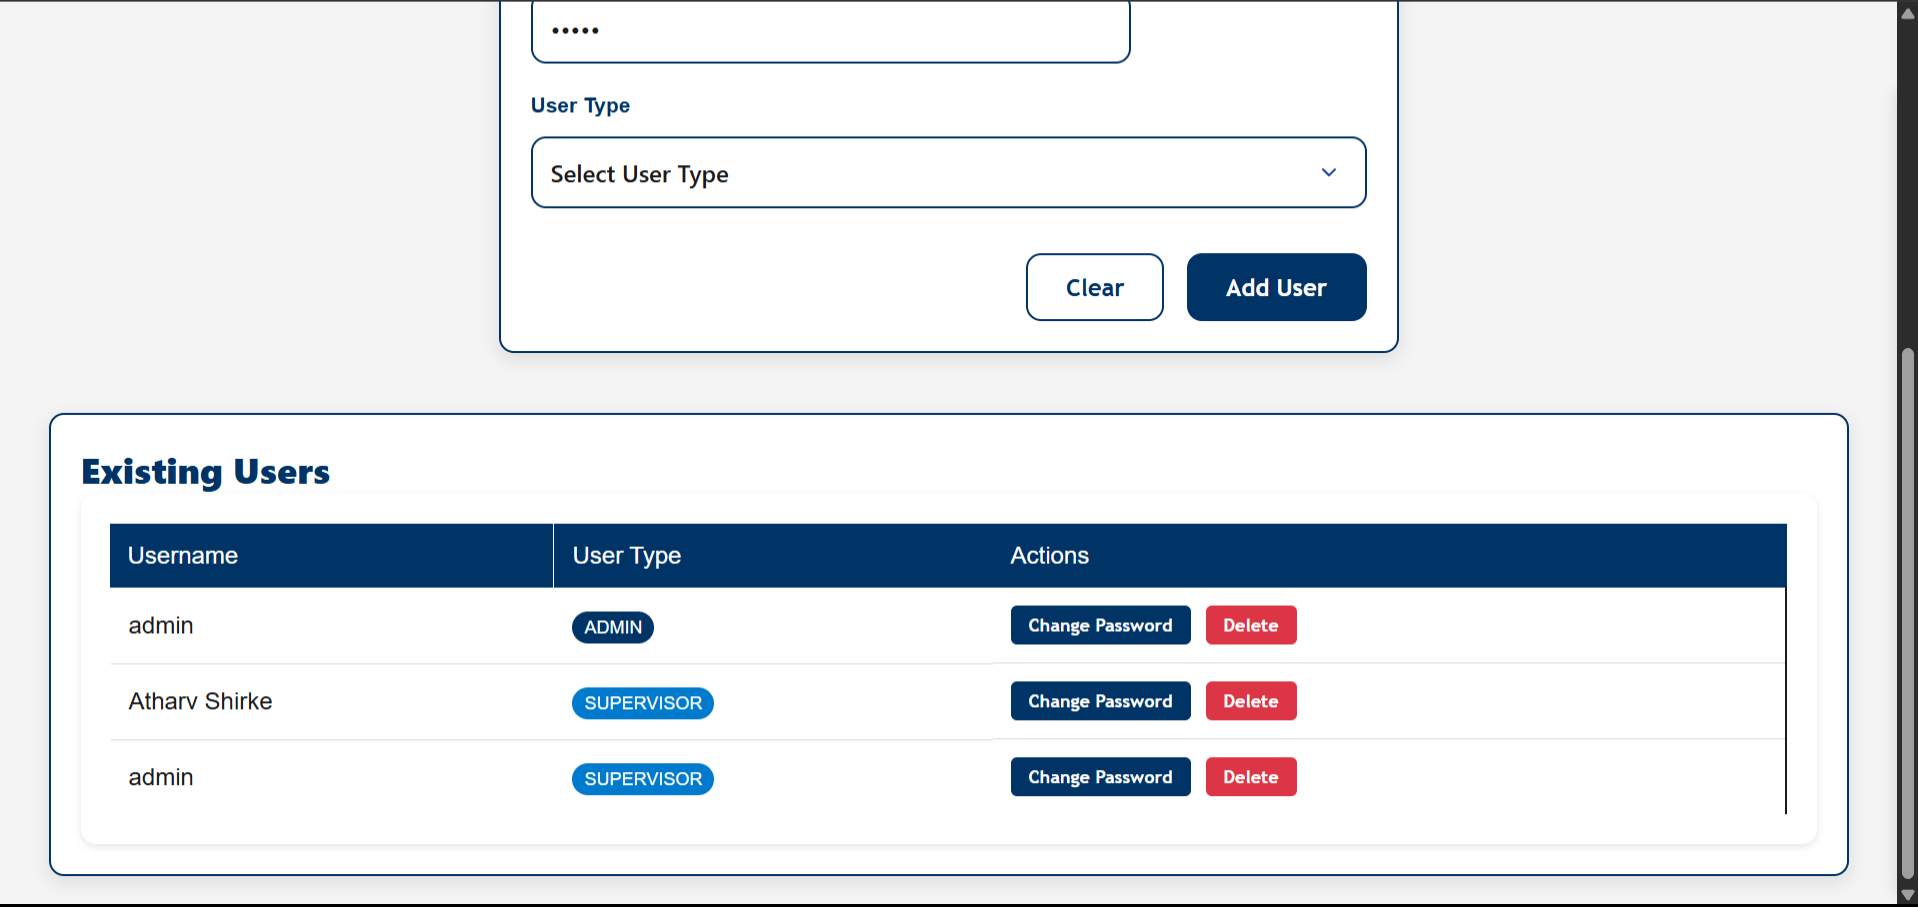 •••••
User Type
Select User Type
Clear Add User
Existing Users
Username User Type Actions
admin ADMIN Change Password Delete
Atharv Shirke SUPERVISOR Change Password Delete
admin SUPERVISOR Change Password Delete